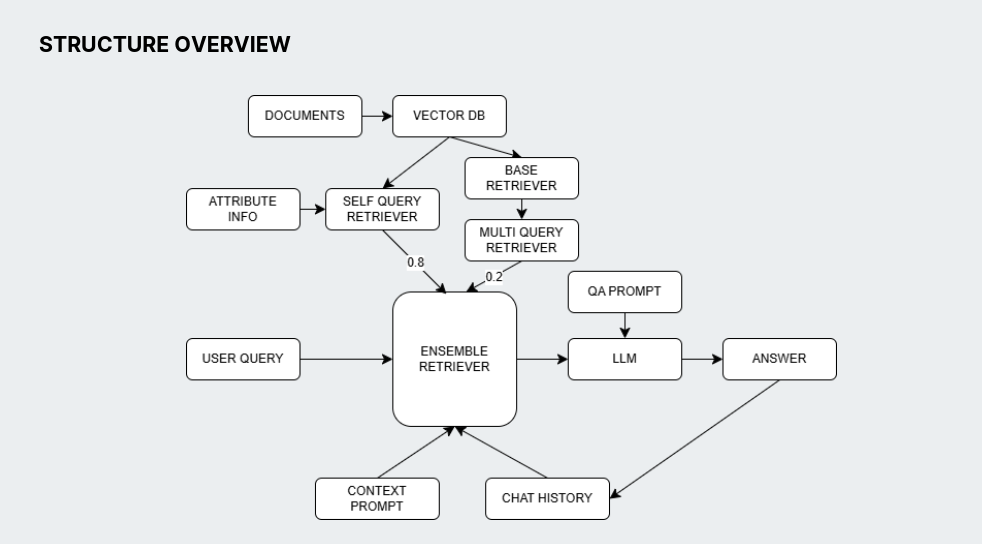 STRUCTURE OVERVIEW
DOCUMENTS
VECTOR DB
BASE
RETRIEVER
ATTRIBUTE
INFO
SELF QUERY
RETRIEVER
MULTI QUERY
RETRIEVER
0.8
0.2
QA PROMPT
USER QUERY
ENSEMBLE
RETRIEVER
LLM
ANSWER
CONTEXT
PROMPT
CHAT HISTORY